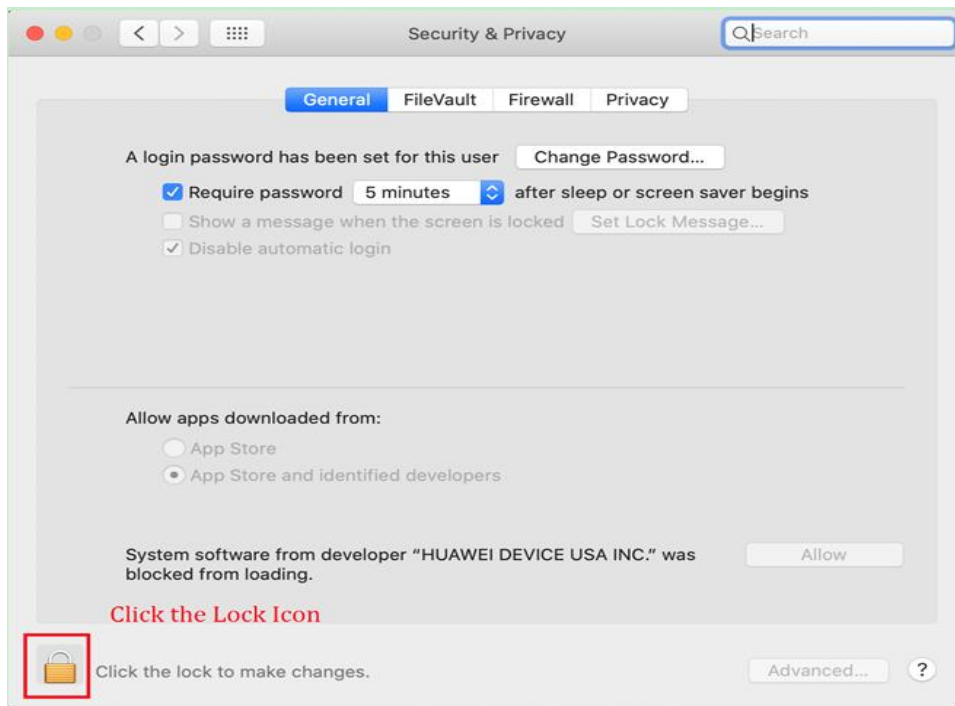 Security & Privacy
Search
General FileVault Firewall Privacy
A login password has been set for this user Change Password...
Require password 5 minutes after sleep or screen saver begins
Show a message when the screen is locked Set Lock Message...
Disable automatic login
Allow apps downloaded from:
App Store
App Store and identified developers
System software from developer “HUAWEI DEVICE USA INC.” was Allow
blocked from loading.
Click the Lock Icon
Click the lock to make changes. Advanced... ?